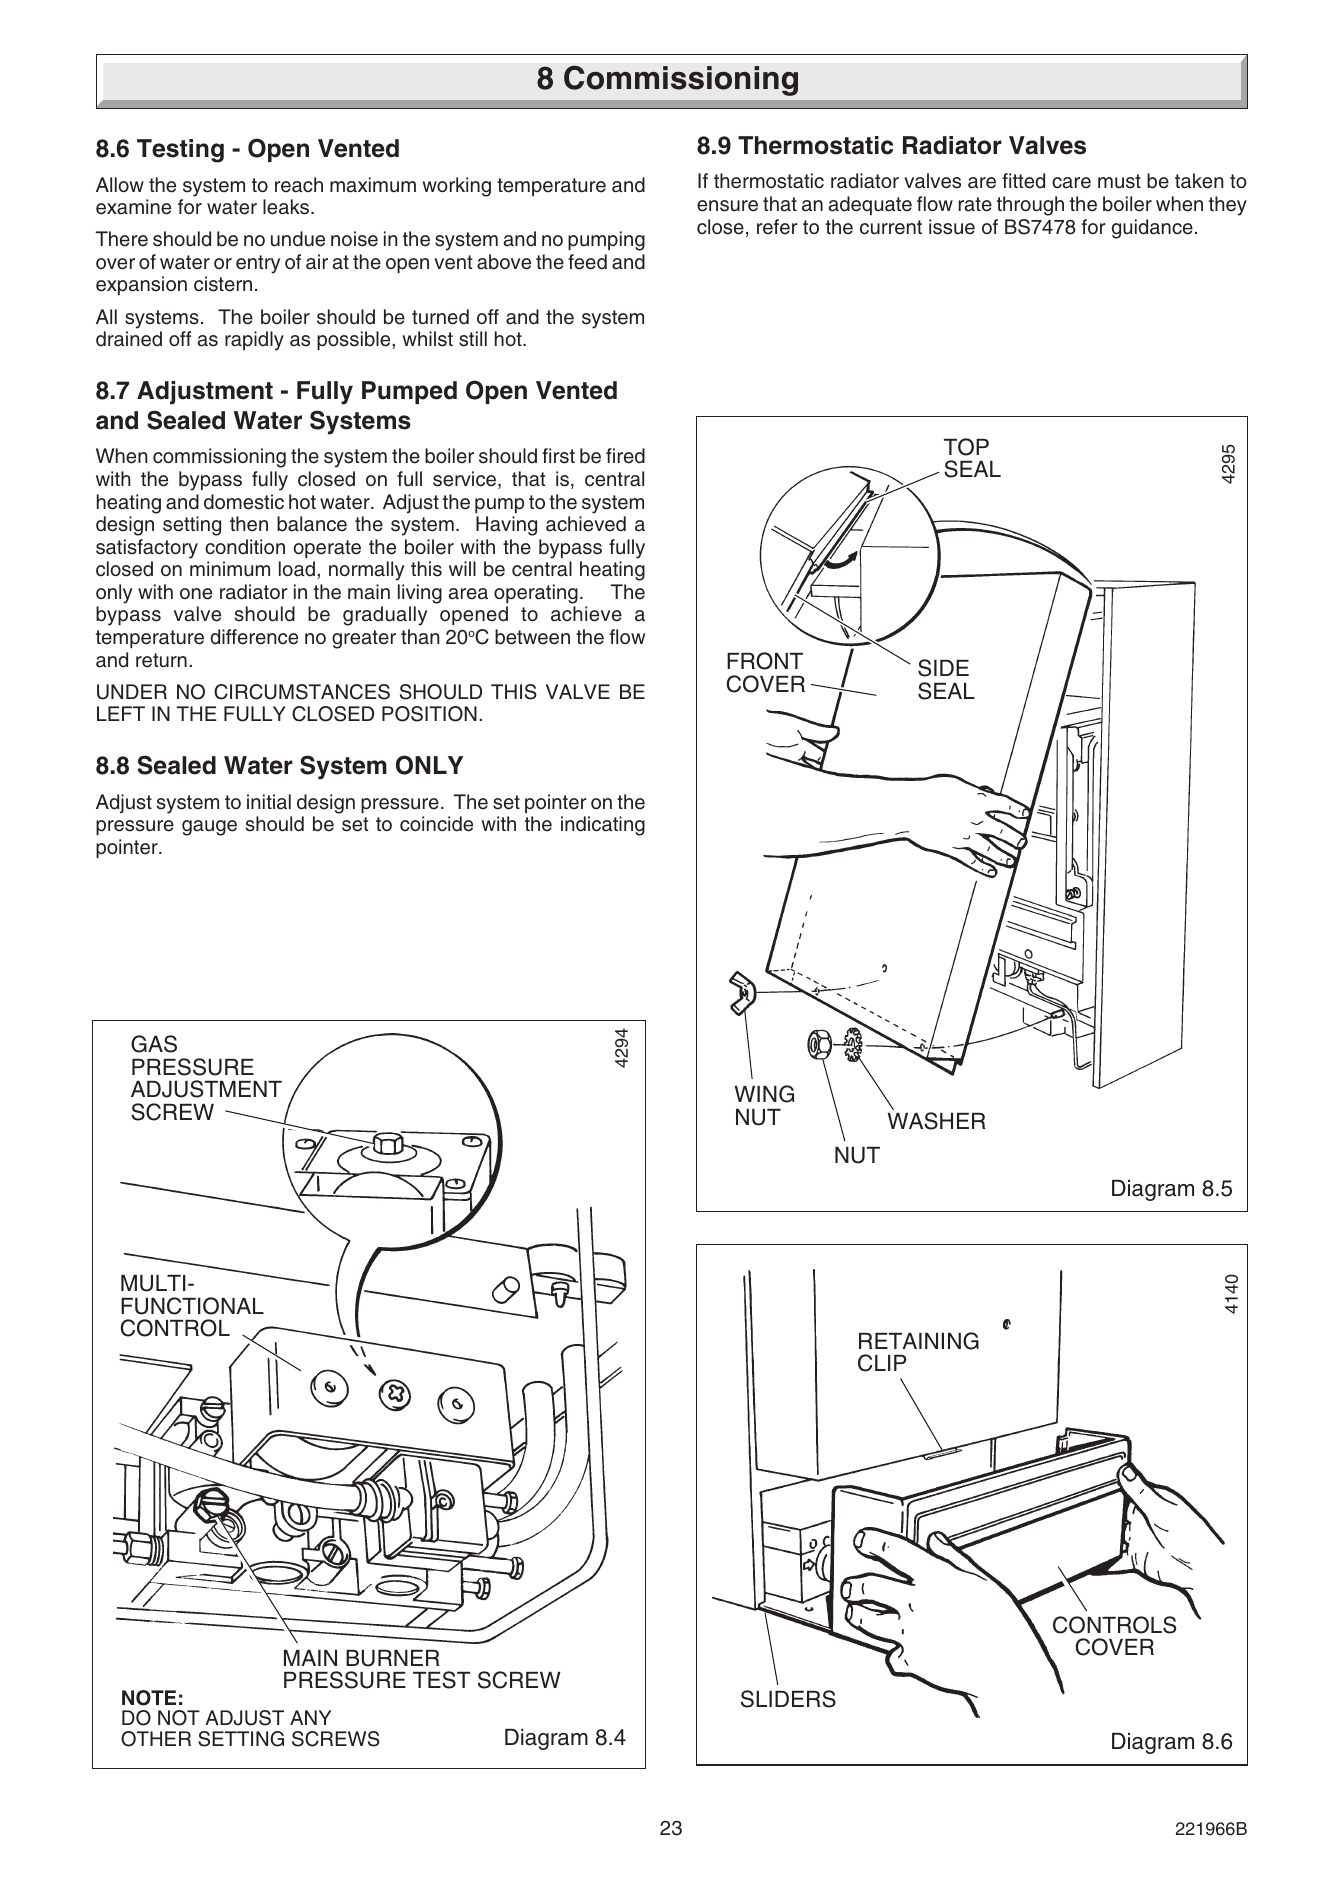 8 Commissioning
8.6 Testing - Open Vented
Allow the system to reach maximum working temperature and
examine for water leaks.
There should be no undue noise in the system and no pumping
over of water or entry of air at the open vent above the feed and
expansion cistern.
All systems. The boiler should be turned off and the system
drained off as rapidly as possible, whilst still hot.
8.7 Adjustment - Fully Pumped Open Vented
and Sealed Water Systems
When commissioning the system the boiler should first be fired
with the bypass fully closed on full service, that is, central
heating and domestic hot water. Adjust the pump to the system
design setting then balance the system. Having achieved a
satisfactory condition operate the boiler with the bypass fully
closed on minimum load, normally this will be central heating
only with one radiator in the main living area operating. The
bypass valve should be gradually opened to achieve a
temperature difference no greater than 20°C between the flow
and return.
UNDER NO CIRCUMSTANCES SHOULD THIS VALVE BE
LEFT IN THE FULLY CLOSED POSITION.
8.8 Sealed Water System ONLY
Adjust system to initial design pressure. The set pointer on the
pressure gauge should be set to coincide with the indicating
pointer.
GAS
PRESSURE
ADJUSTMENT
SCREW
4294
MULTI-
FUNCTIONAL
CONTROL
MAIN BURNER
PRESSURE TEST SCREW
NOTE:
DO NOT ADJUST ANY
OTHER SETTING SCREWS
Diagram 8.4
8.9 Thermostatic Radiator Valves
If thermostatic radiator valves are fitted care must be taken to
ensure that an adequate flow rate through the boiler when they
close, refer to the current issue of BS7478 for guidance.
TOP
SEAL
4295
FRONT
COVER
SIDE
SEAL
WING
NUT
WASHER
NUT
Diagram 8.5
4140
RETAINING
CLIP
CONTROLS
COVER
SLIDERS
Diagram 8.6
23
221966B